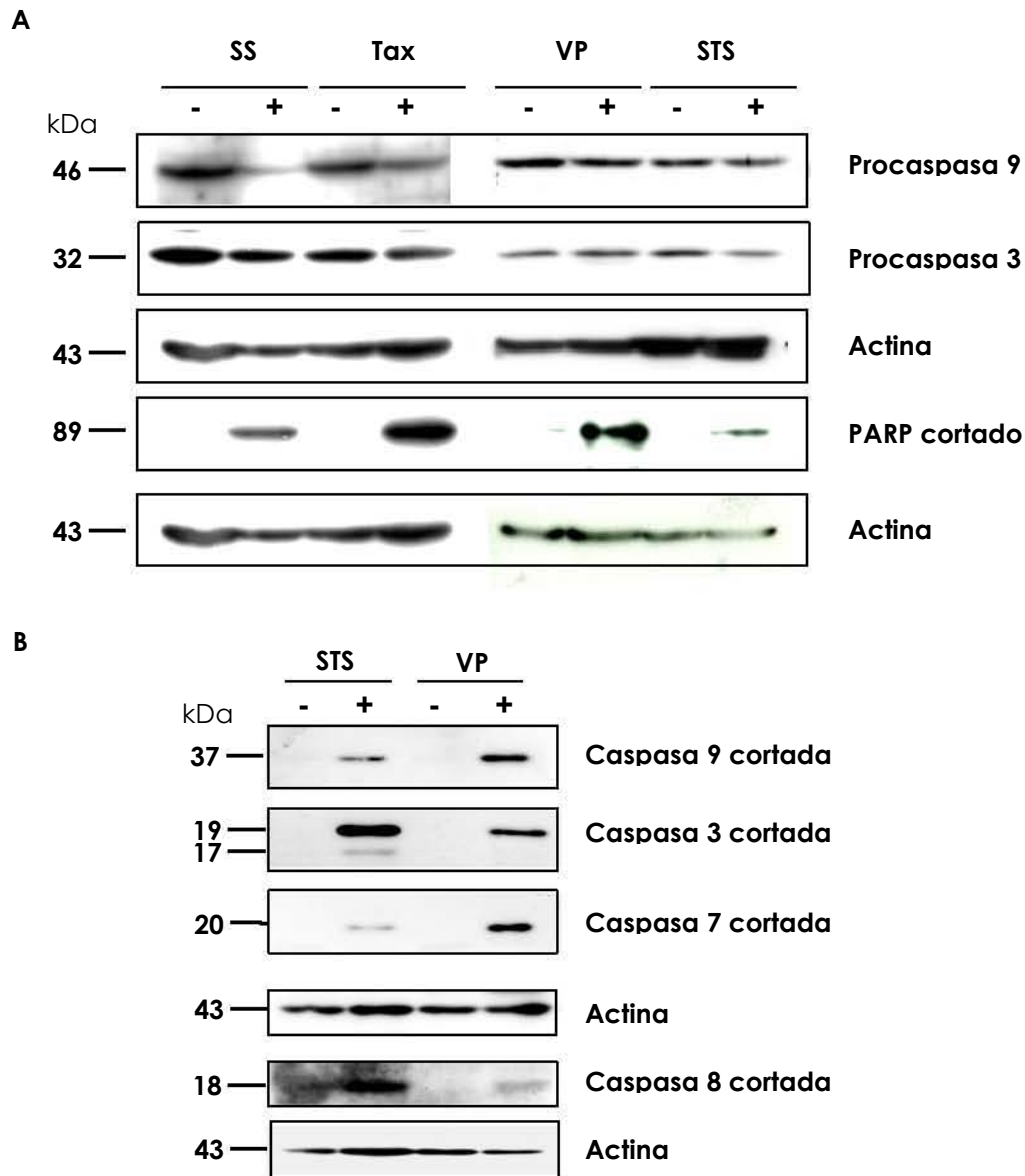 A
SS Tax VP STS
- + - + - + - +
kDa
46 Procaspasa 9
32 Procaspasa 3
43 Actina
89 PARP cortado
43 Actina
B
STS VP
- + - +
kDa
37 Caspasa 9 cortada
19 Caspasa 3 cortada
17
20 Caspasa 7 cortada
43 Actina
18 Caspasa 8 cortada
43 Actina